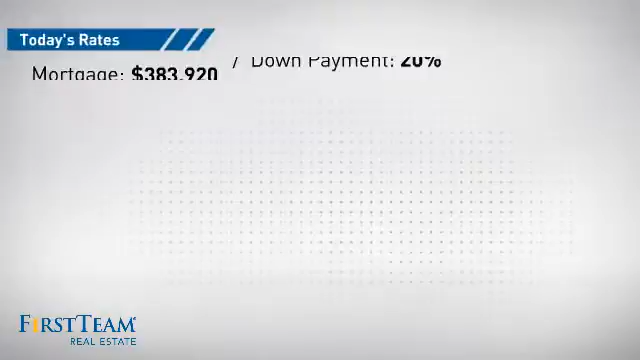 Today's Rates
Mortgage: $383,920 / Down Payment: 20%
FIRSTTEAM®
REAL ESTATE